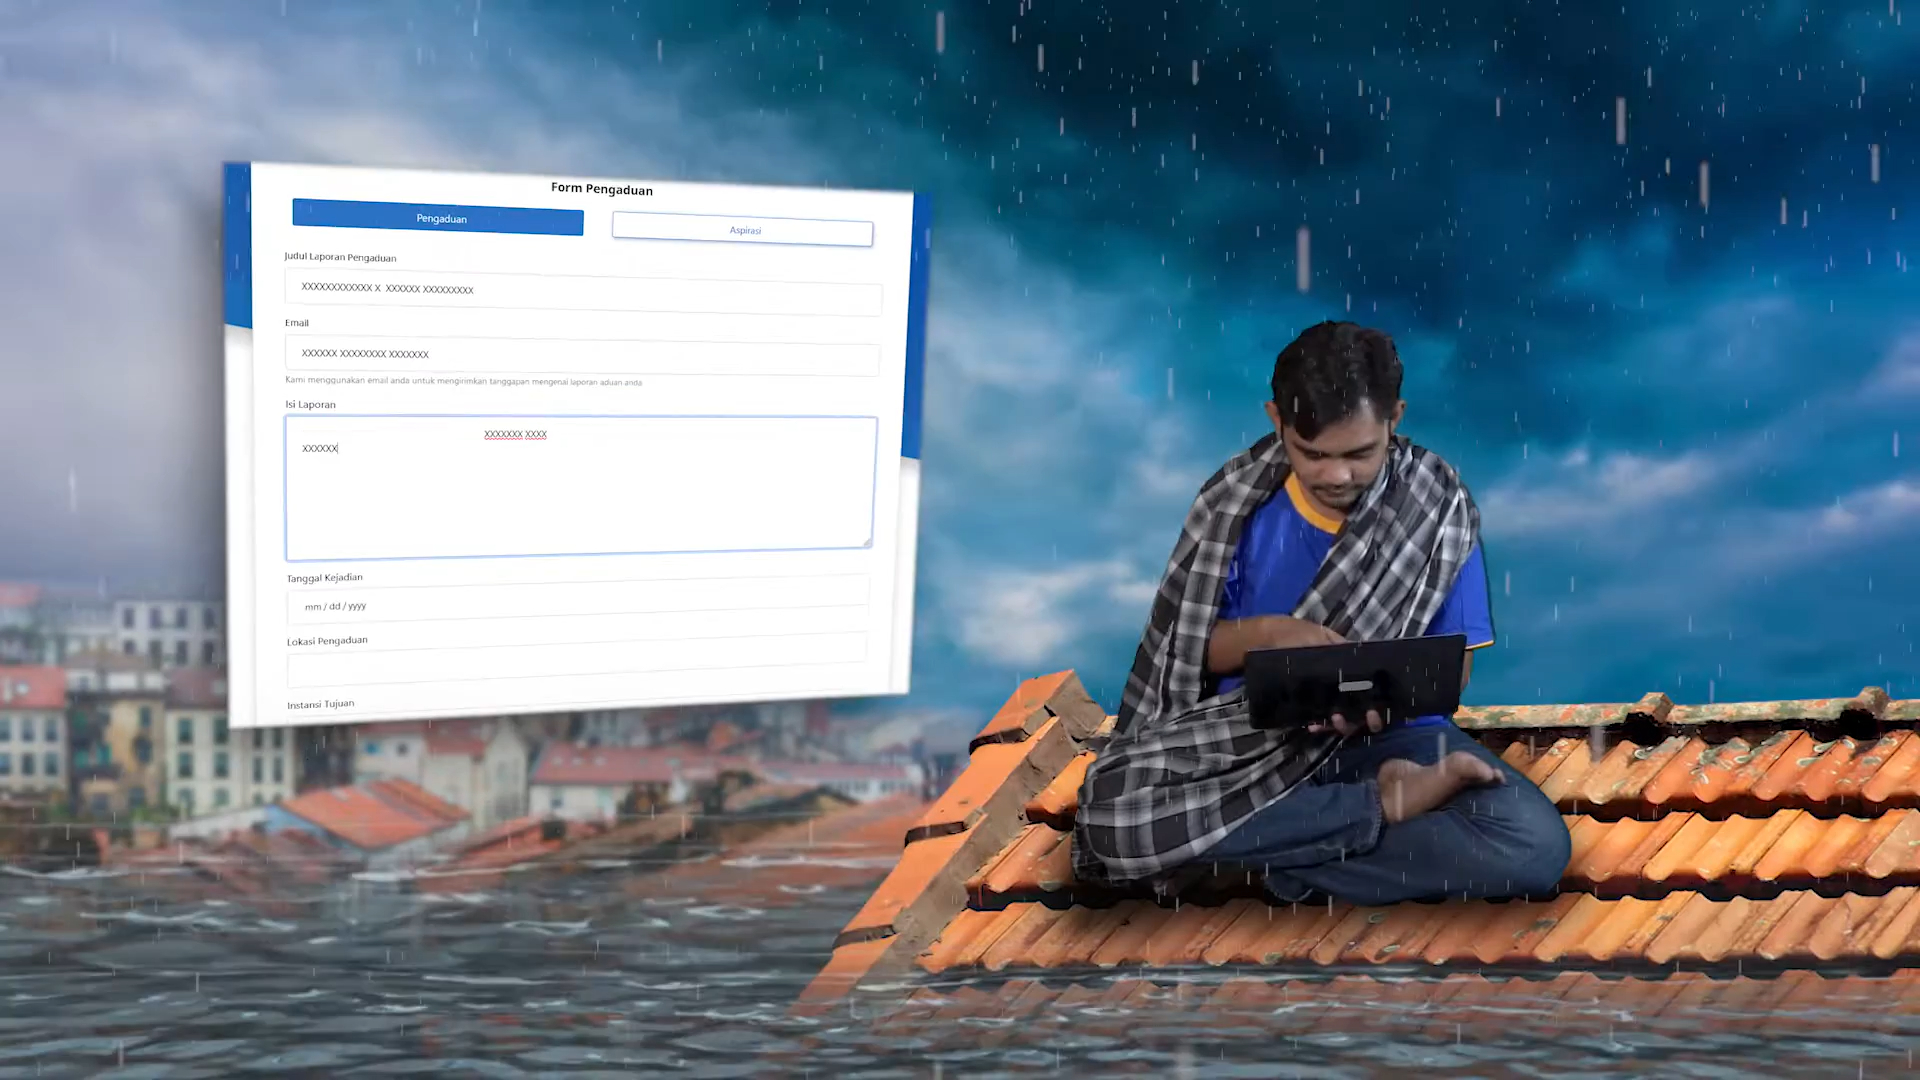 Form Pengaduan
Pengaduan
Aspirasi
Judul Laporan Pengaduan
XXXXXXXXXXXX X XXXXXX XXXXXXXXX
Email
XXXXXX XXXXXXXX XXXXXXX
Kami menggunakan email anda untuk mengirimkan tanggapan mengenai laporan aduan anda
Isi Laporan
XXXXXXX XXXX
XXXXXX
Tanggal Kejadian
mm / dd / yyyy
Lokasi Pengaduan
Instansi Tujuan